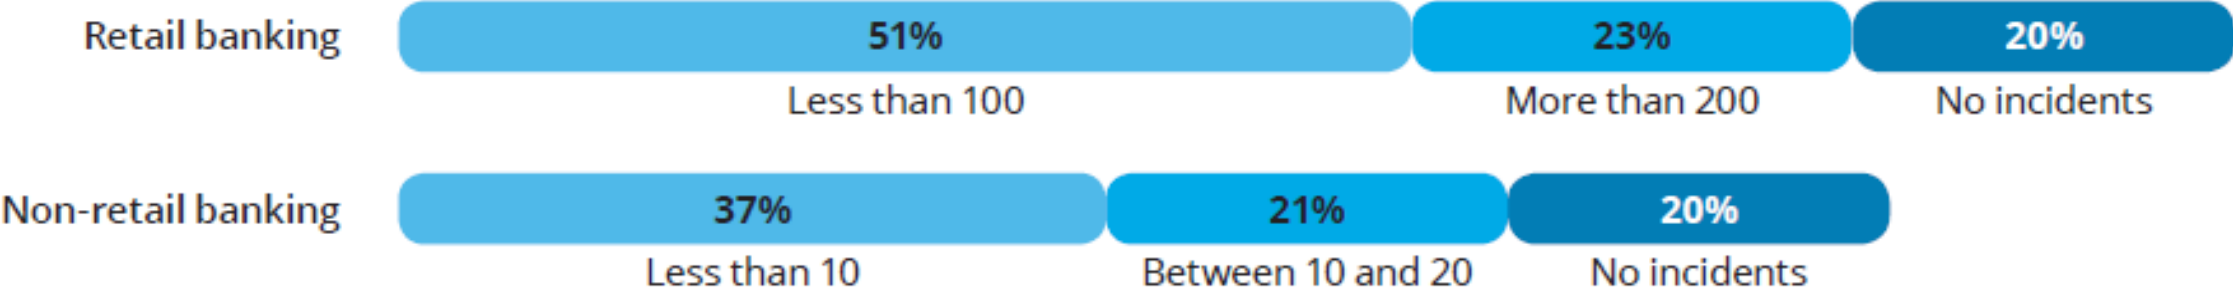 Retail banking 51% 23% 20%
Less than 100 More than 200 No incidents
Non-retail banking 37% 21% 20%
Less than 10 Between 10 and 20 No incidents